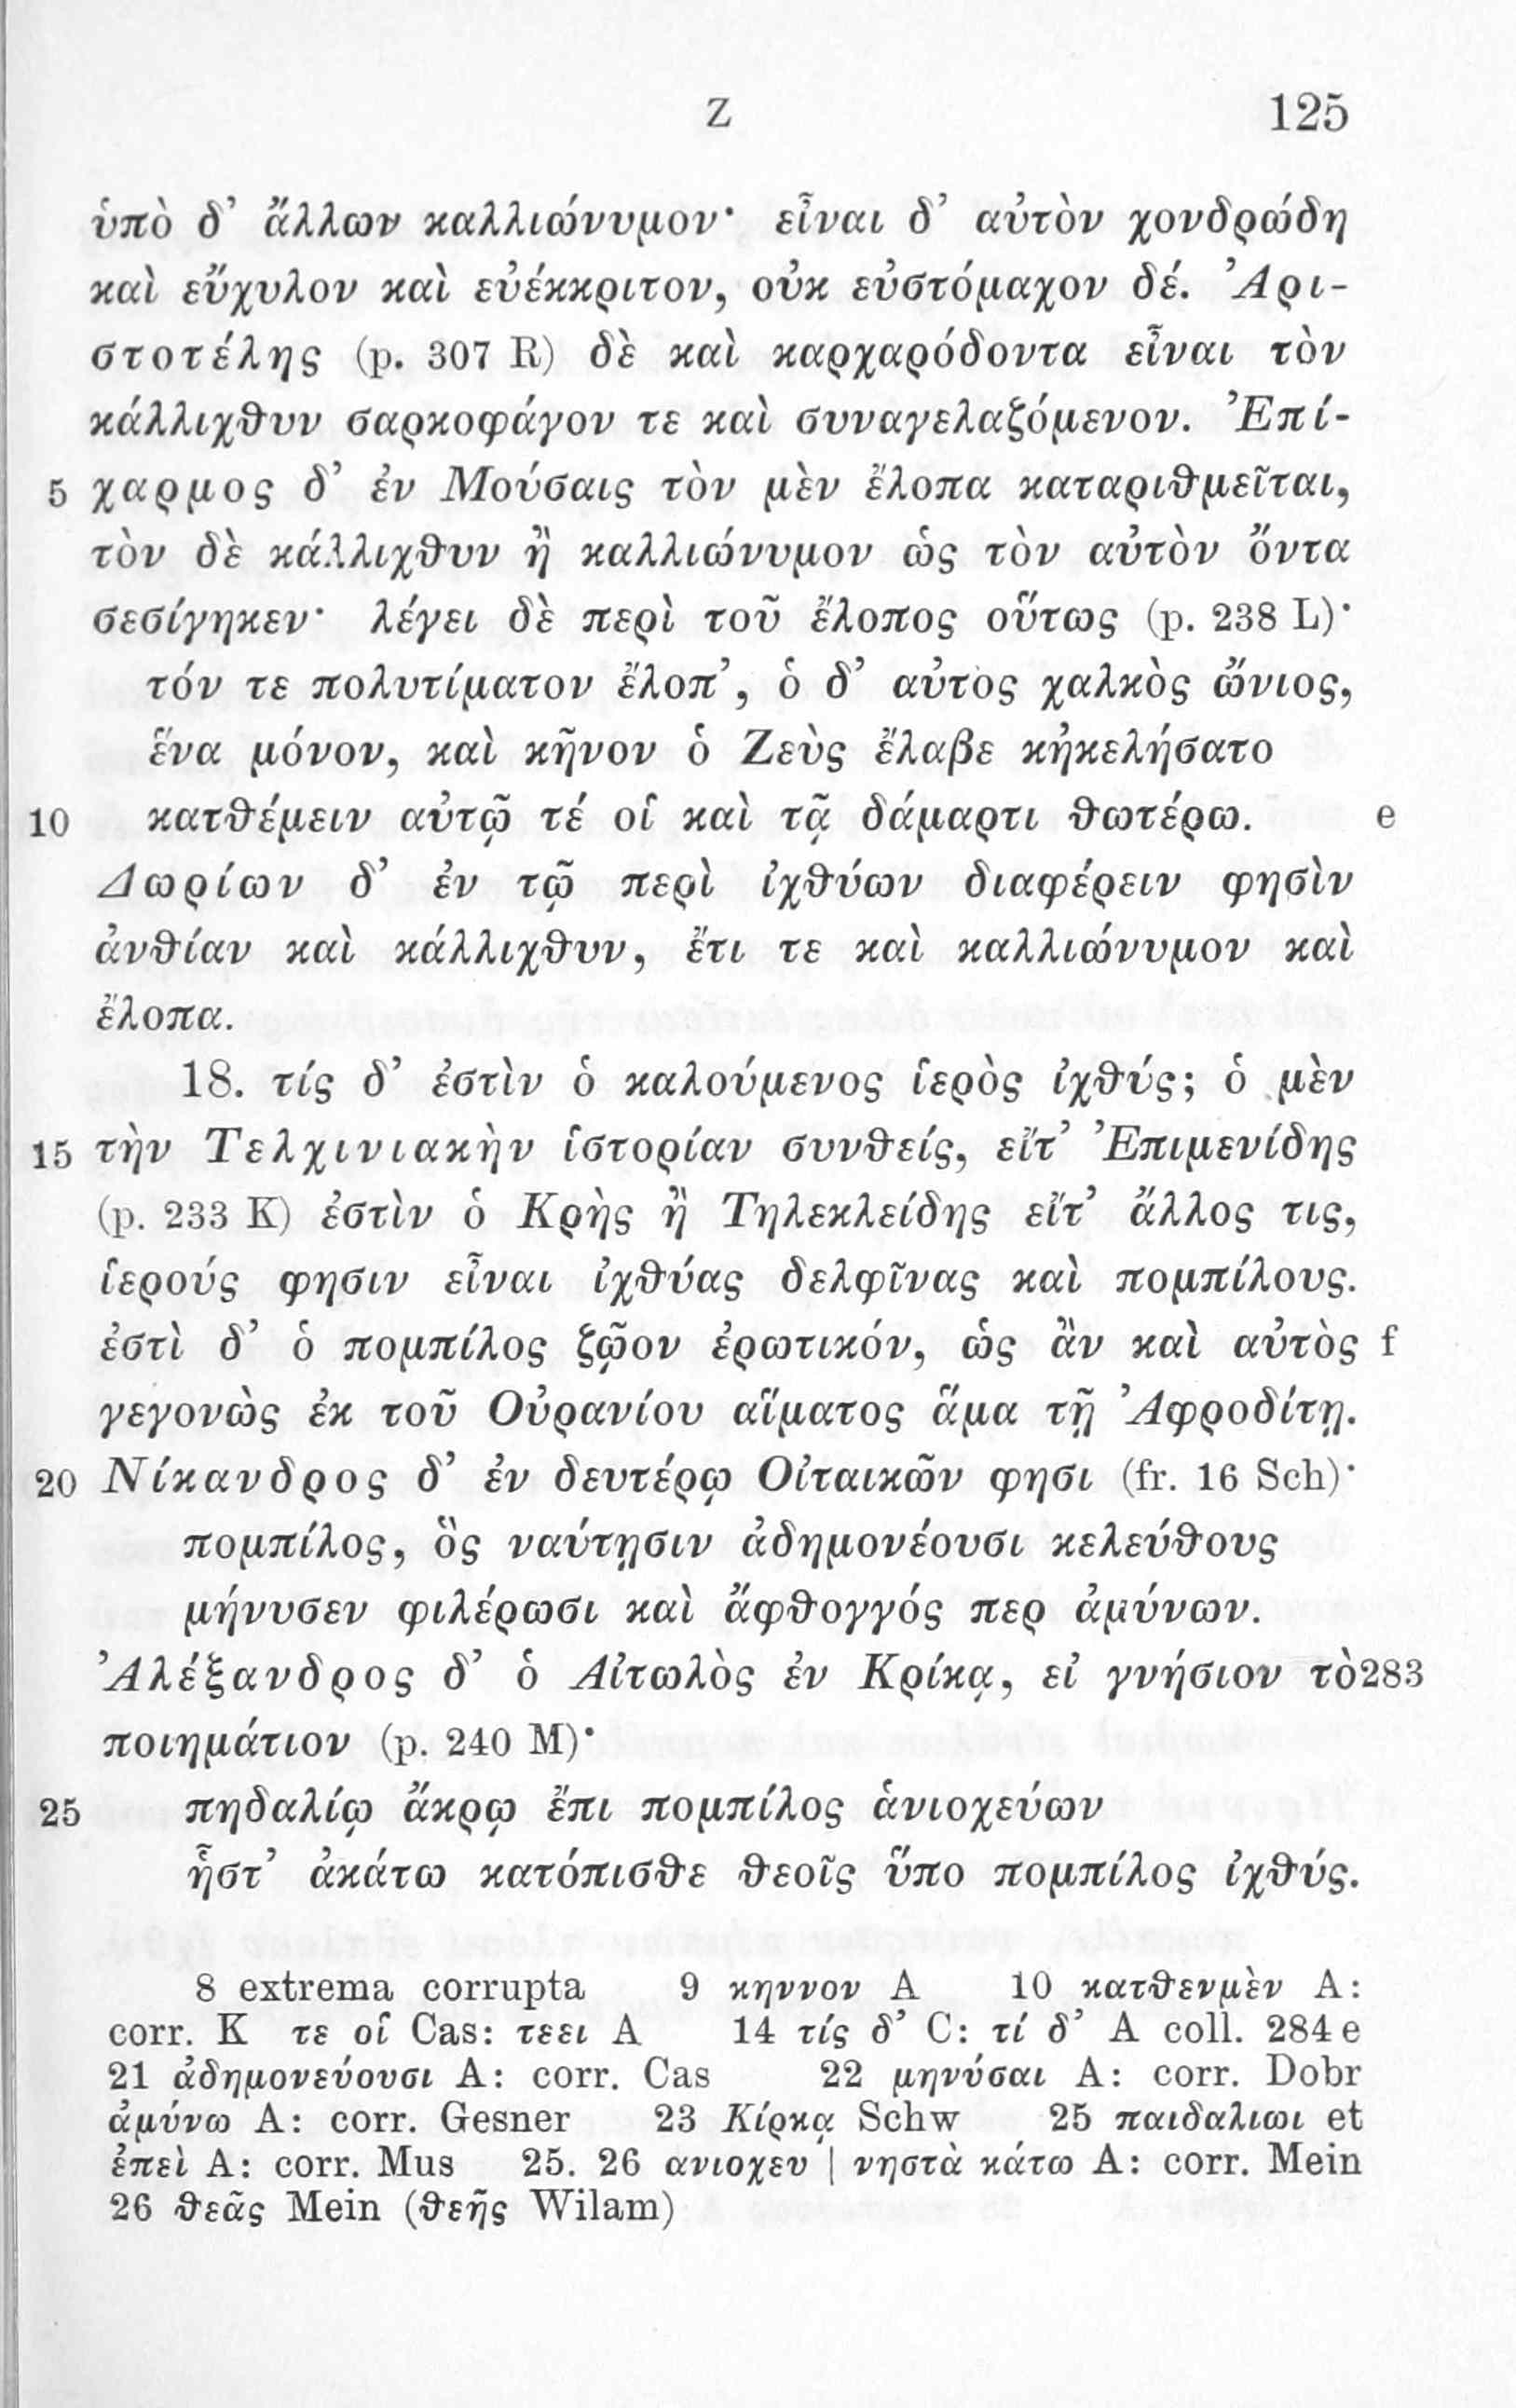 Ζ 125
ὑπὸ δ’ ἄλλων καλλιώνυμον· εἶναι δ’ αὐτὸν χονδρώδη
καὶ εὔχυλον καὶ εὐέκκριτον, οὐκ εὐστόμαχον δέ. Ἀρι-
στοτέλης (p. 307 R) δὲ καὶ καρχαρόδοντα εἶναι τὸν
κάλλιχθυν σαρκοφάγον τε καὶ συναγελαζόμενον. Ἐπί-
5 χαρμος δ’ ἐν Μούσαις τὸν μὲν ἔλοπα καταριθμεῖται,
τὸν δὲ κάλλιχθυν ἢ καλλιώνυμον ὡς τὸν αὐτὸν ὄντα
σεσίγηκεν· λέγει δὲ περὶ τοῦ ἔλοπος οὕτως (p. 238 L)·
τόν τε πολυτίματον ἔλοπ’, ὁ δ’ αὐτὸς χαλκὸς ὤνιος,
ἕνα μόνον, καὶ κῆνον ὁ Ζεὺς ἔλαβε κἠκελήσατο
10 κατθέμειν αὐτῷ τέ οἱ καὶ τᾷ δάμαρτι θωτέρω. e
Δωρίων δ’ ἐν τῷ περὶ ἰχθύων διαφέρειν φησὶν
ἀνθίαν καὶ κάλλιχθυν, ἔτι τε καὶ καλλιώνυμον καὶ
ἔλοπα.
18. τίς δ’ ἐστὶν ὁ καλούμενος ἱερὸς ἰχθύς; ὁ μὲν
15 τὴν Τελχινιακὴν ἱστορίαν συνθείς, εἴτ’ Ἐπιμενίδης
(p. 233 K) ἐστὶν ὁ Κρὴς ἢ Τηλεκλείδης εἴτ’ ἄλλος τις,
ἱερούς φησιν εἶναι ἰχθύας δελφῖνας καὶ πομπίλους.
ἐστὶ δ’ ὁ πομπίλος ζῷον ἐρωτικόν, ὡς ἂν καὶ αὐτὸς f
γεγονὼς ἐκ τοῦ Οὐρανίου αἵματος ἅμα τῇ Ἀφροδίτῃ.
20 Νίκανδρος δ’ ἐν δευτέρῳ Οἰταικῶν φησι (fr. 16 Sch)·
πομπίλος, ὃς ναύτῃσιν ἀδημονέουσι κελεύθους
μήνυσεν φιλέρωσι καὶ ἄφθογγός περ ἀμύνων.
Ἀλέξανδρος δ’ ὁ Αἰτωλὸς ἐν Κρίκᾳ, εἰ γνήσιον τὸ 283
ποιημάτιον (p. 240 M)·
25 πηδαλίῳ ἄκρῳ ἔπι πομπίλος ἁνιοχεύων
ἧστ’ ἀκάτω κατόπισθε θεοῖς ὕπο πομπίλος ἰχθύς.
8 extrema corrupta 9 κηννον A 10 κατθενμὲν A:
corr. K τε οἱ Cas: τεει A 14 τίς δ’ C: τί δ’ A coll. 284 e
21 ἀδημονεύουσι A: corr. Cas 22 μηνύσαι A: corr. Dobr
ἀμύνω A: corr. Gesner 23 Κίρκᾳ Schw 25 παιδαλιωι et
ἐπεὶ A: corr. Mus 25. 26 ανιοχευ | νηστὰ κάτω A: corr. Mein
26 θεᾶς Mein (θεῆς Wilam)